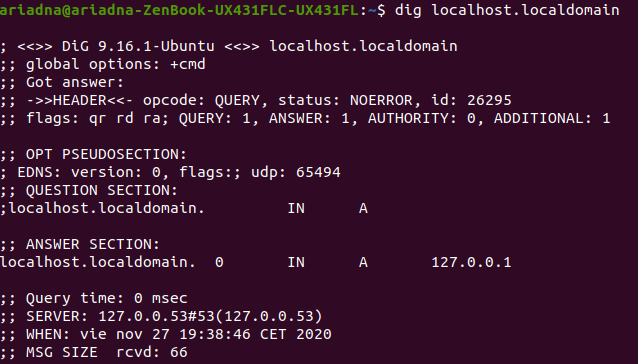 ariadna@ariadna-ZenBook-UX431FLC-UX431FL:~$ dig localhost.localdomain
; <<>> DiG 9.16.1-Ubuntu <<>> localhost.localdomain
;; global options: +cmd
;; Got answer:
;; ->>HEADER<<- opcode: QUERY, status: NOERROR, id: 26295
;; flags: qr rd ra; QUERY: 1, ANSWER: 1, AUTHORITY: 0, ADDITIONAL: 1
;; OPT PSEUDOSECTION:
; EDNS: version: 0, flags:; udp: 65494
;; QUESTION SECTION:
;localhost.localdomain. IN A
;; ANSWER SECTION:
localhost.localdomain. 0 IN A 127.0.0.1
;; Query time: 0 msec
;; SERVER: 127.0.0.53#53(127.0.0.53)
;; WHEN: vie nov 27 19:38:46 CET 2020
;; MSG SIZE rcvd: 66